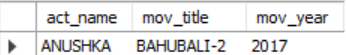 act_name mov_title mov_year
ANUSHKA BAHUBALI-2 2017